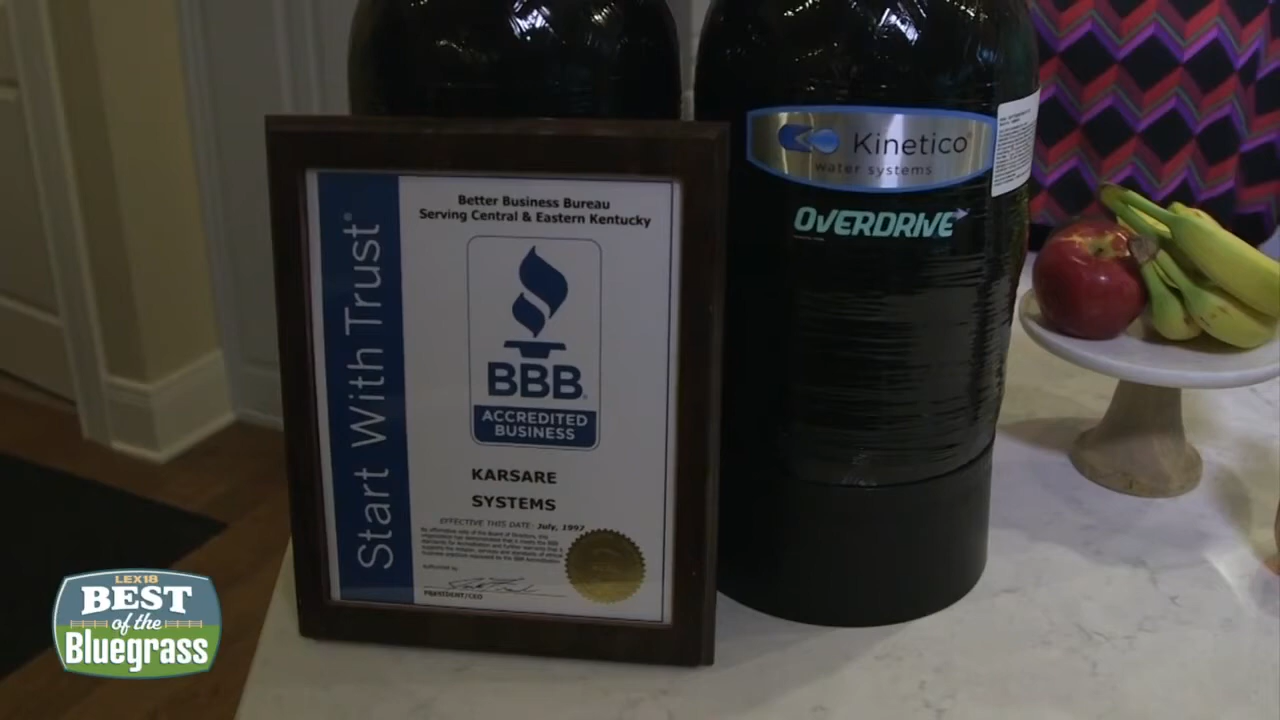 Better Business Bureau
Serving Central & Eastern Kentucky
Start With Trust®
BBB®
ACCREDITED
BUSINESS
KARSARE
SYSTEMS
EFFECTIVE THIS DATE: July, 1997
PRESIDENT/CEO
Kinetico®
water systems
OVERDRIVE
LEX18
BEST
of the
Bluegrass